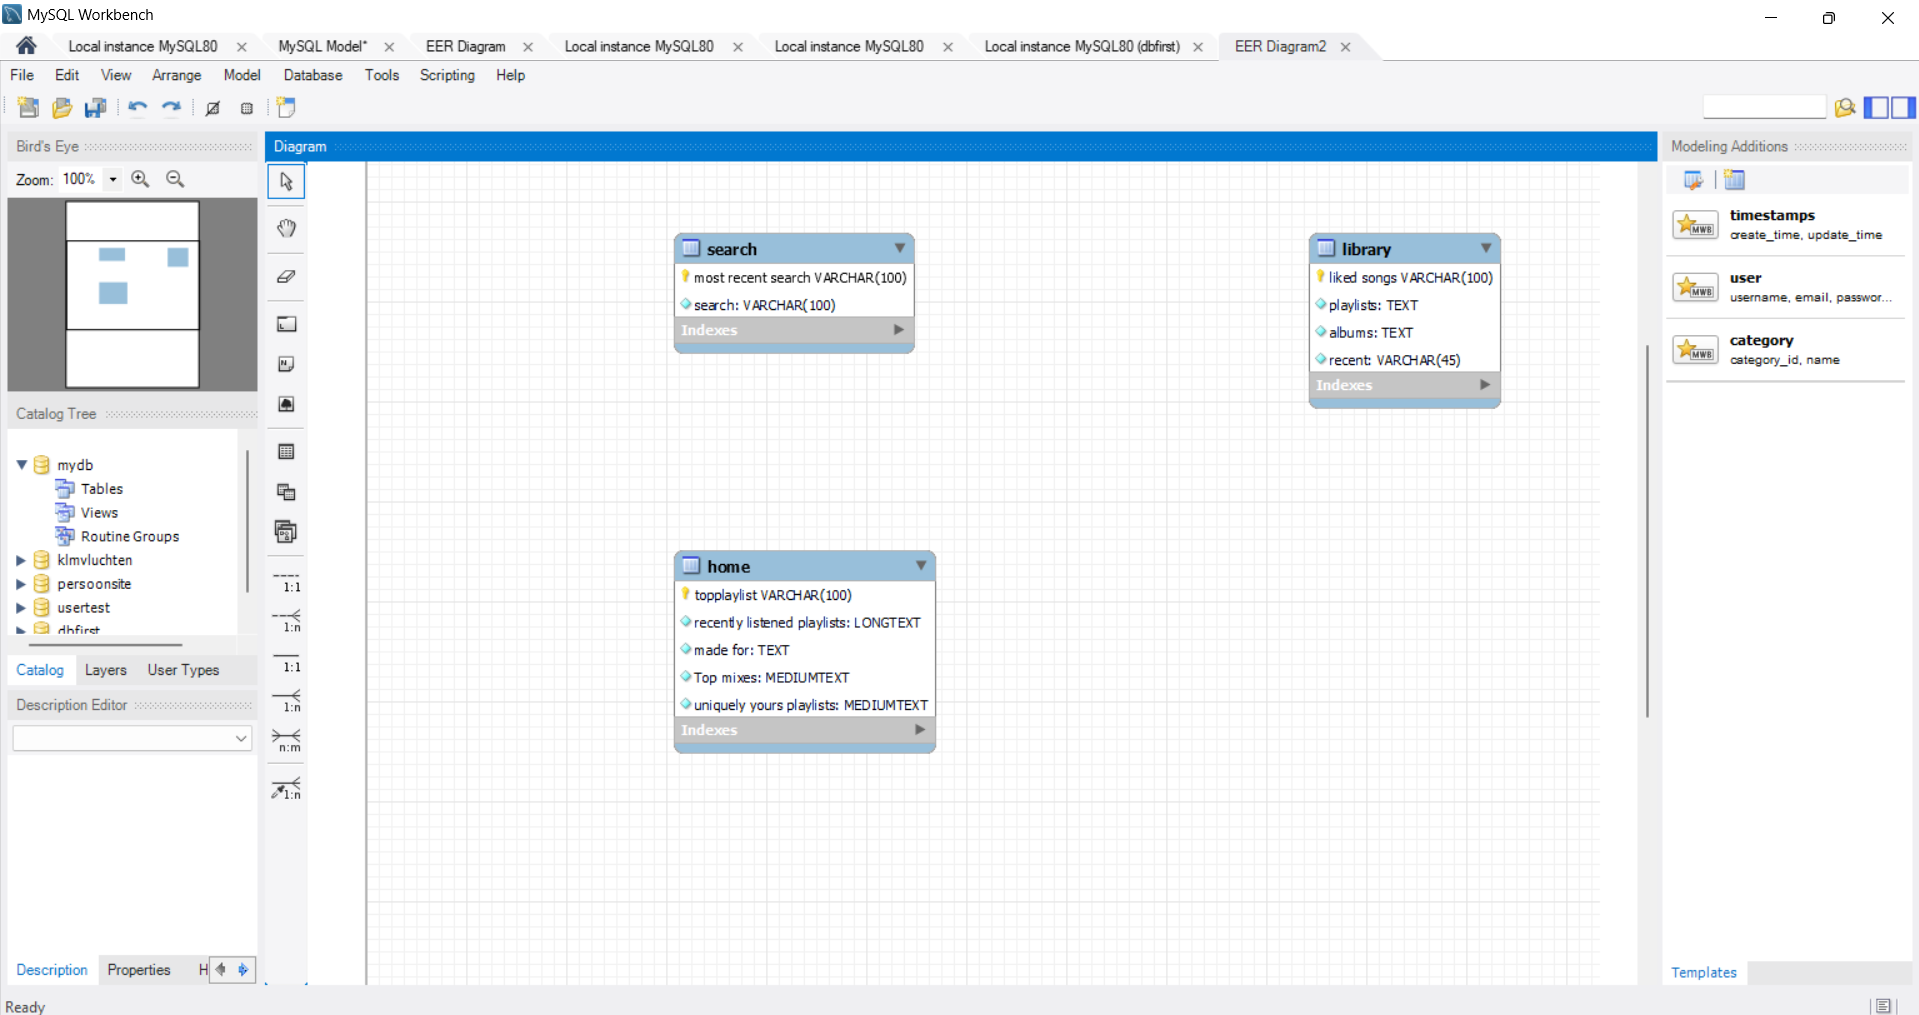 MySQL Workbench
Local instance MySQL80
MySQL Model*
EER Diagram
Local instance MySQL80
Local instance MySQL80
Local instance MySQL80 (dbfirst)
EER Diagram2
File Edit View Arrange Model Database Tools Scripting Help
Bird's Eye
Zoom: 100%
Catalog Tree
mydb
Tables
Views
Routine Groups
klmvluchten
persoonsite
usertest
dbfirst
Catalog Layers User Types
Description Editor
Description Properties H
Ready
Diagram
1:1
1:n
1:1
1:n
n:m
1:n
search
most recent search VARCHAR(100)
search: VARCHAR(100)
Indexes
library
liked songs VARCHAR(100)
playlists: TEXT
albums: TEXT
recent: VARCHAR(45)
Indexes
home
topplaylist VARCHAR(100)
recently listened playlists: LONGTEXT
made for: TEXT
Top mixes: MEDIUMTEXT
uniquely yours playlists: MEDIUMTEXT
Indexes
Modeling Additions
MWB
timestamps
create_time, update_time
MWB
user
username, email, passwor...
MWB
category
category_id, name
Templates